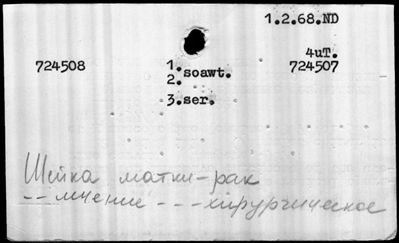 1.2.68.ND
4uT.
724508 1.soawt. 724507
2.
3.ser.
Шейка матки-рак
-- лечение --- хирургическое